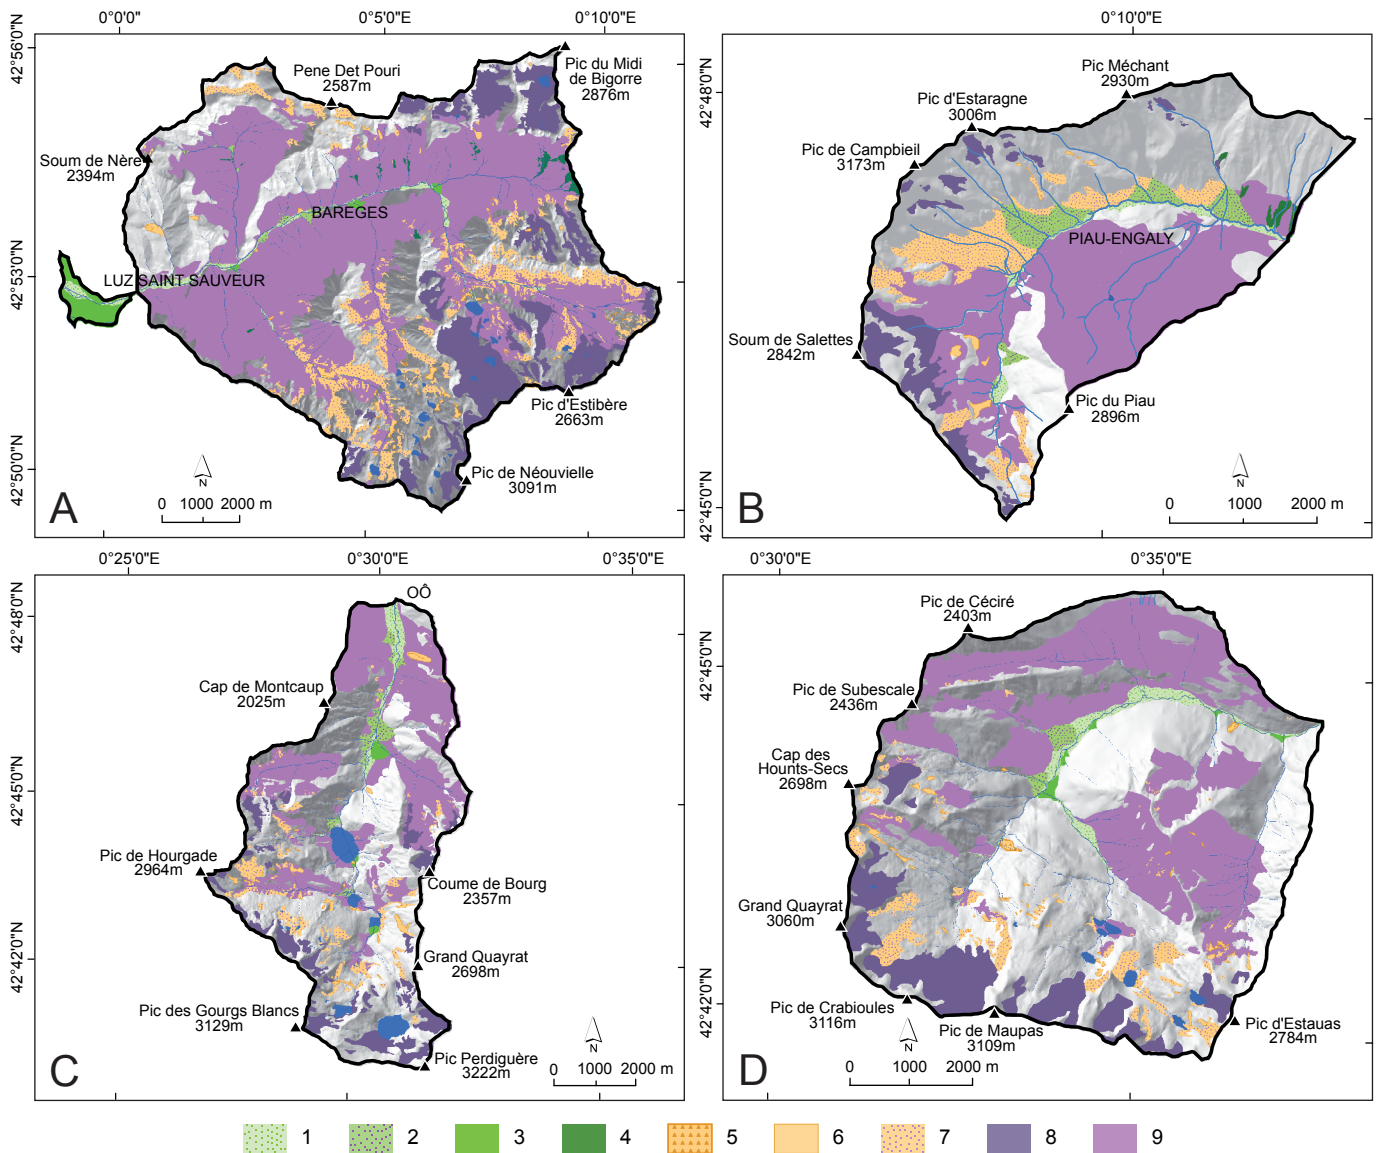 0°0'0"
0°5'0"E
0°10'0"E
42°56'0"N
42°53'0"N
42°50'0"N
Pic du Midi
de Bigorre
2876m
Pene Det Pouri
2587m
Soum de Nère
2394m
BAREGES
LUZ SAINT SAUVEUR
Pic d'Estibère
2663m
Pic de Néouvielle
3091m
N
0 1000 2000 m
A
0°10'0"E
42°48'0"N
42°45'0"N
Pic Méchant
2930m
Pic d'Estaragne
3006m
Pic de Campbieil
3173m
PIAU-ENGALY
Soum de Salettes
2842m
Pic du Piau
2896m
N
0 1000 2000 m
B
0°25'0"E
0°30'0"E
0°35'0"E
42°48'0"N
42°45'0"N
42°42'0"N
OÔ
Cap de Montcaup
2025m
Pic de Hourgade
2964m
Coume de Bourg
2357m
Grand Quayrat
2698m
Pic des Gourgs Blancs
3129m
Pic Perdiguère
3222m
N
0 1000 2000 m
C
0°30'0"E
0°35'0"E
42°45'0"N
42°42'0"N
Pic de Céciré
2403m
Pic de Subescale
2436m
Cap des
Hounts-Secs
2698m
Grand Quayrat
3060m
Pic de Crabioules
3116m
Pic de Maupas
3109m
Pic d'Estauas
2784m
N
0 1000 2000 m
D
1 2 3 4 5 6 7 8 9